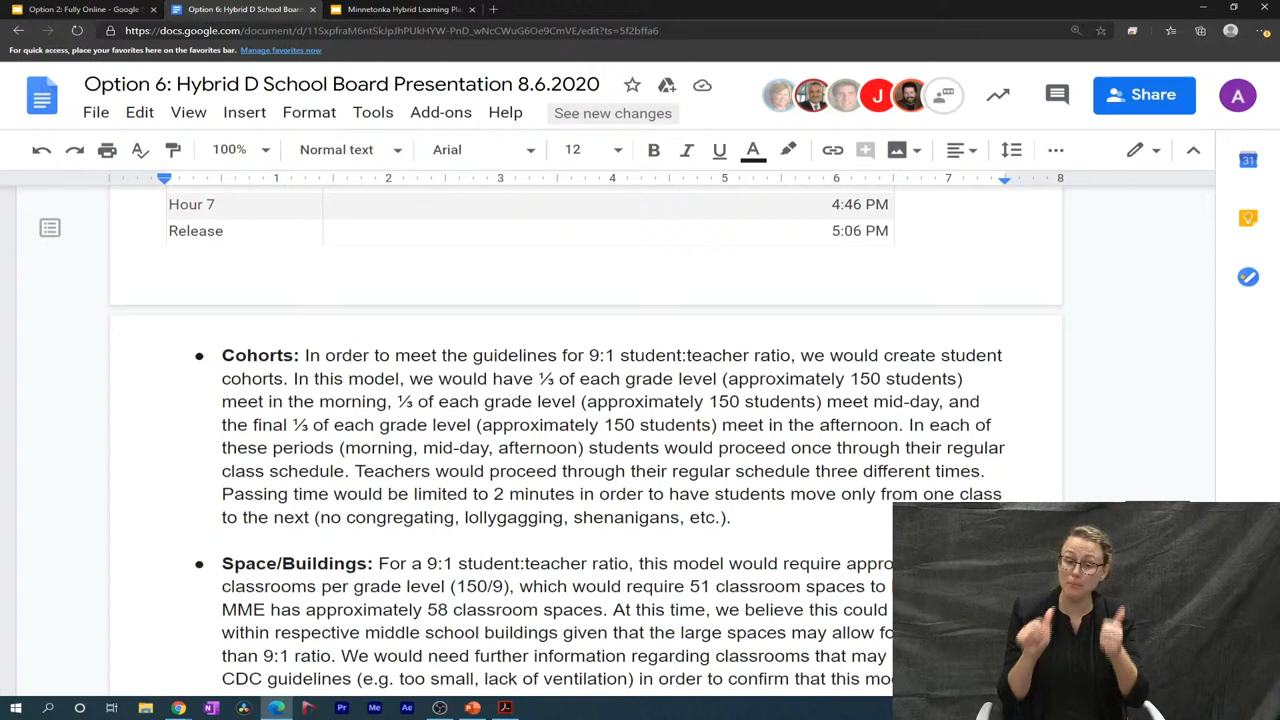 Option 2: Fully Online - Google S
Option 6: Hybrid D School Boar
Minnetonka Hybrid Learning Pla
https://docs.google.com/document/d/11SxpfraM6ntSkJpJhPUkHYW-PnD_wNcCWuG6Oe9CmVE/edit?ts=5f2bffa6
For quick access, place your favorites here on the favorites bar. Manage favorites now
Option 6: Hybrid D School Board Presentation 8.6.2020
J
Share
A
File Edit View Insert Format Tools Add-ons Help See new changes
100% Normal text Arial 12 B I U A
1 2 3 4 5 6 7 8
31
Hour 7 4:46 PM
Release 5:06 PM
● Cohorts: In order to meet the guidelines for 9:1 student:teacher ratio, we would create student
cohorts. In this model, we would have ⅓ of each grade level (approximately 150 students)
meet in the morning, ⅓ of each grade level (approximately 150 students) meet mid-day, and
the final ⅓ of each grade level (approximately 150 students) meet in the afternoon. In each of
these periods (morning, mid-day, afternoon) students would proceed once through their regular
class schedule. Teachers would proceed through their regular schedule three different times.
Passing time would be limited to 2 minutes in order to have students move only from one class
to the next (no congregating, lollygagging, shenanigans, etc.).
● Space/Buildings: For a 9:1 student:teacher ratio, this model would require appro
classrooms per grade level (150/9), which would require 51 classroom spaces to
MME has approximately 58 classroom spaces. At this time, we believe this could
within respective middle school buildings given that the large spaces may allow fo
than 9:1 ratio. We would need further information regarding classrooms that may
CDC guidelines (e.g. too small, lack of ventilation) in order to confirm that this mo
N Pr Me Ae